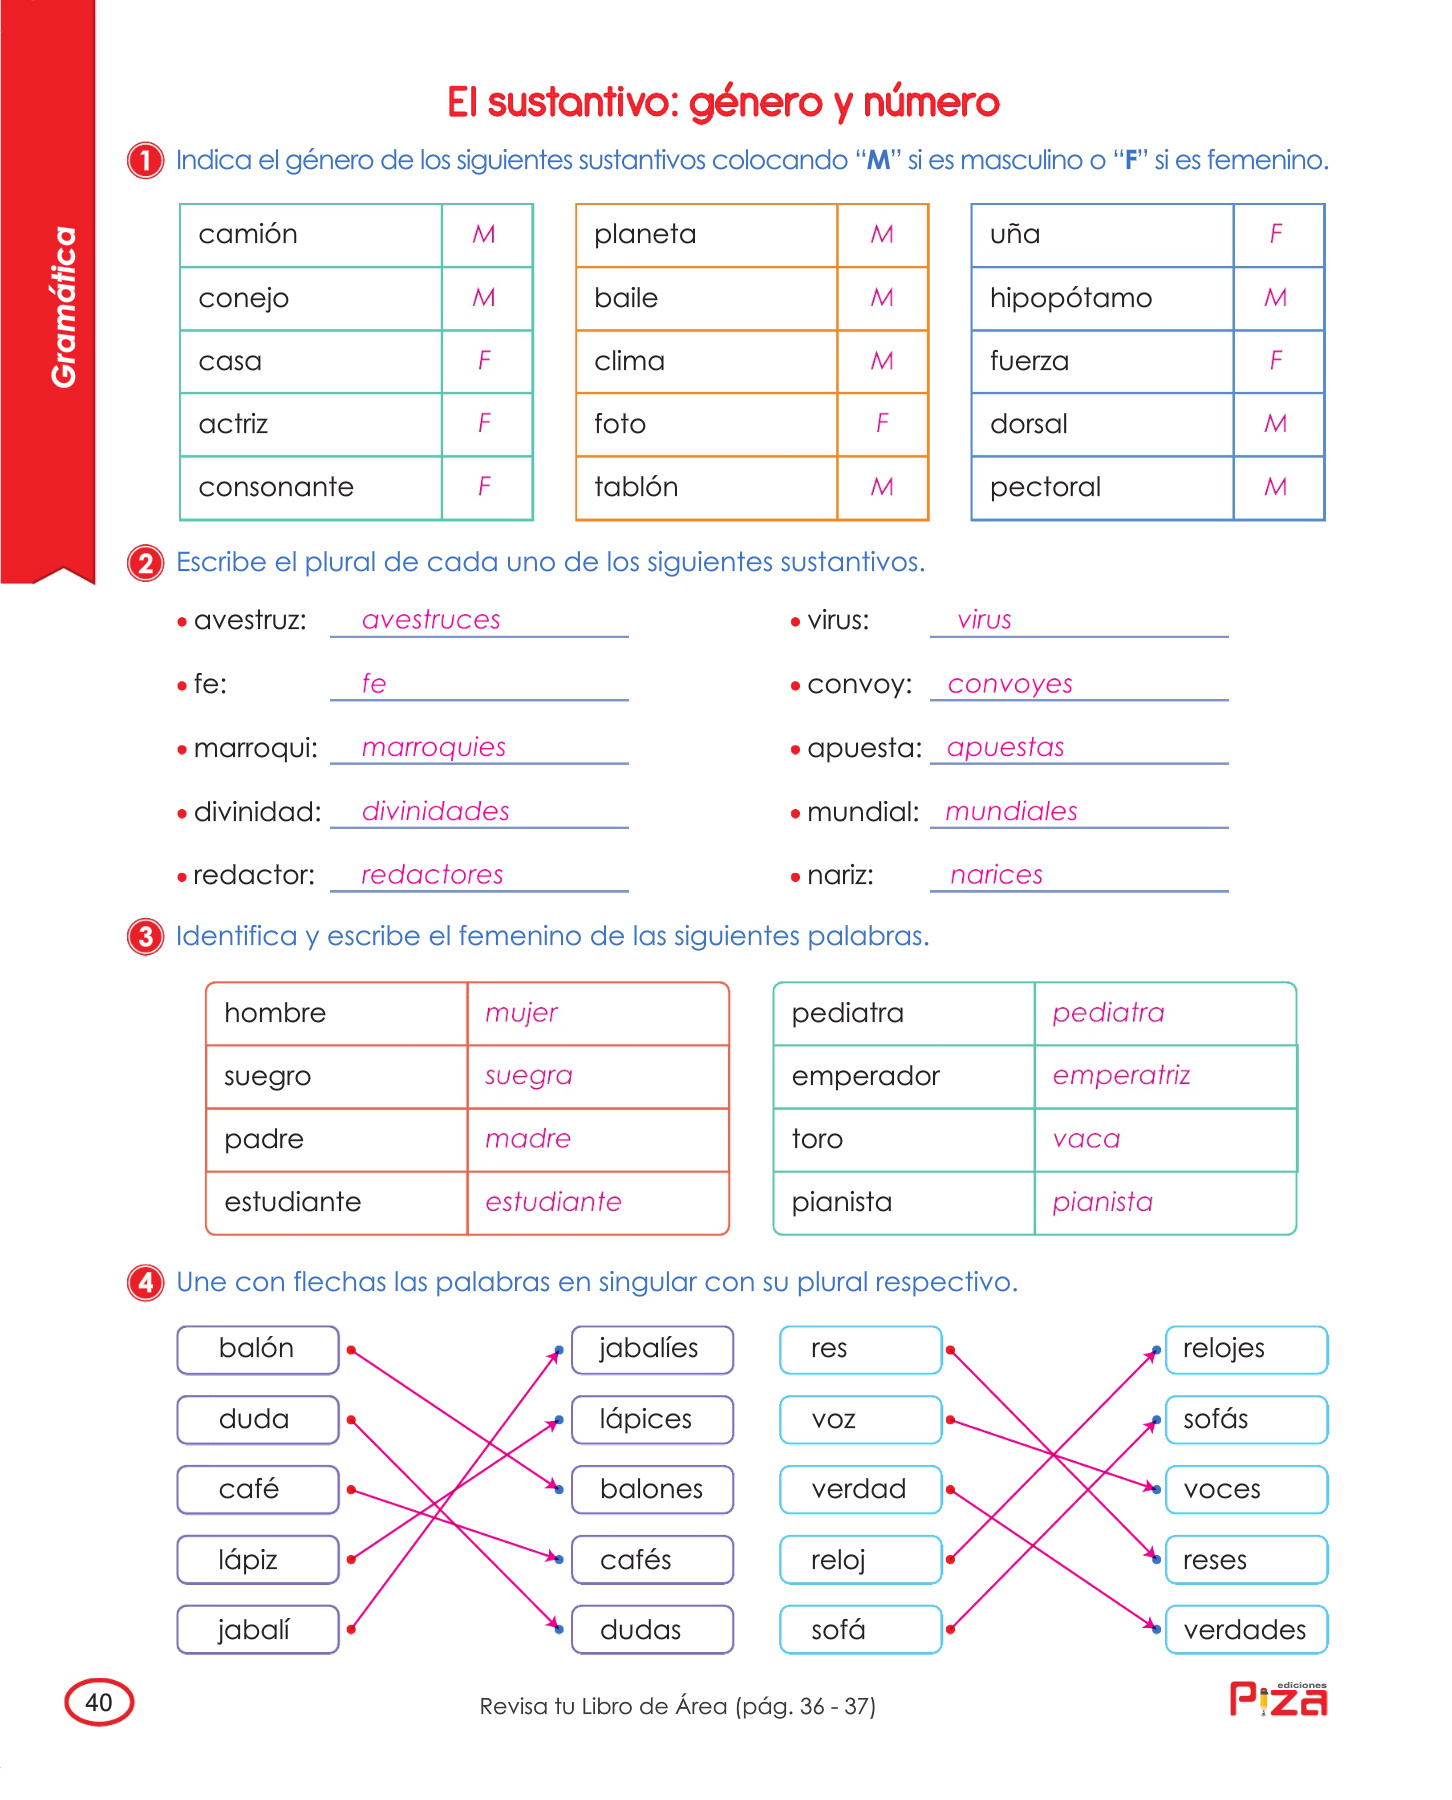 Gramática
El sustantivo: género y número
1 Indica el género de los siguientes sustantivos colocando “M” si es masculino o “F” si es femenino.
camión M planeta M uña F
conejo M baile M hipopótamo M
casa F clima M fuerza F
actriz F foto F dorsal M
consonante F tablón M pectoral M
2 Escribe el plural de cada uno de los siguientes sustantivos.
• avestruz: avestruces • virus: virus
• fe: fe • convoy: convoyes
• marroqui: marroquies • apuesta: apuestas
• divinidad: divinidades • mundial: mundiales
• redactor: redactores • nariz: narices
3 Identifica y escribe el femenino de las siguientes palabras.
hombre mujer pediatra pediatra
suegro suegra emperador emperatriz
padre madre toro vaca
estudiante estudiante pianista pianista
4 Une con flechas las palabras en singular con su plural respectivo.
balón jabalíes res relojes
duda lápices voz sofás
café balones verdad voces
lápiz cafés reloj reses
jabalí dudas sofá verdades
40 Revisa tu Libro de Área (pág. 36 - 37) ediciones Piza